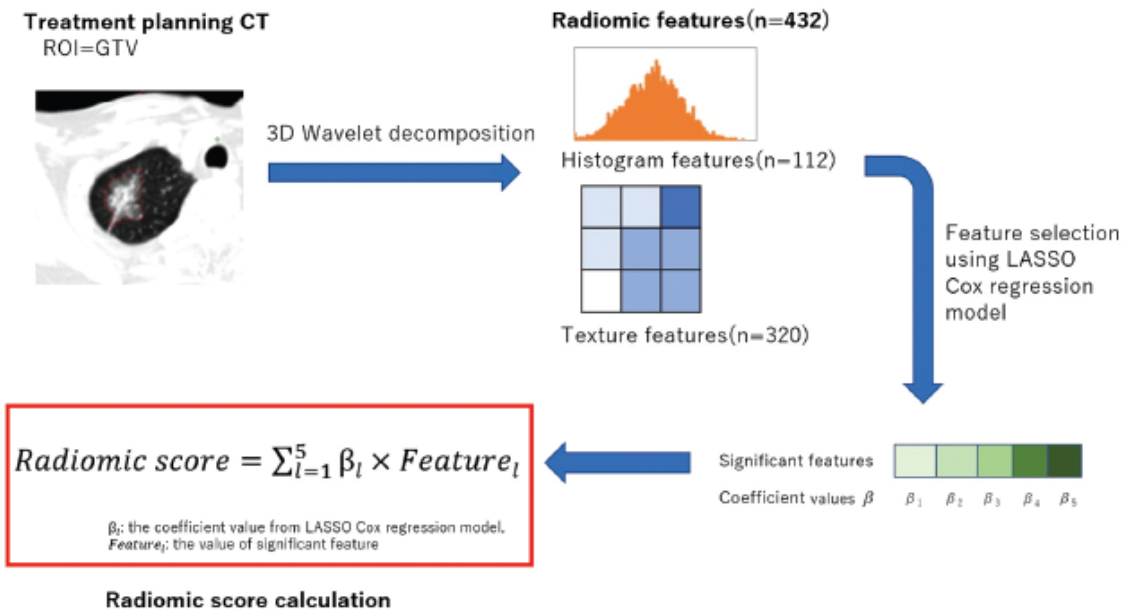 Treatment planning CT
ROI=GTV
3D Wavelet decomposition
Radiomic features(n=432)
Histogram features(n=112)
Texture features(n=320)
Feature selection
using LASSO
Cox regression
model
Significant features
Coefficient values β β₁ β₂ β₃ β₄ β₅
Radiomic score = ∑⁵ₗ₌₁ βₗ × Featureₗ
βₗ: the coefficient value from LASSO Cox regression model.
Featureₗ: the value of significant feature
Radiomic score calculation